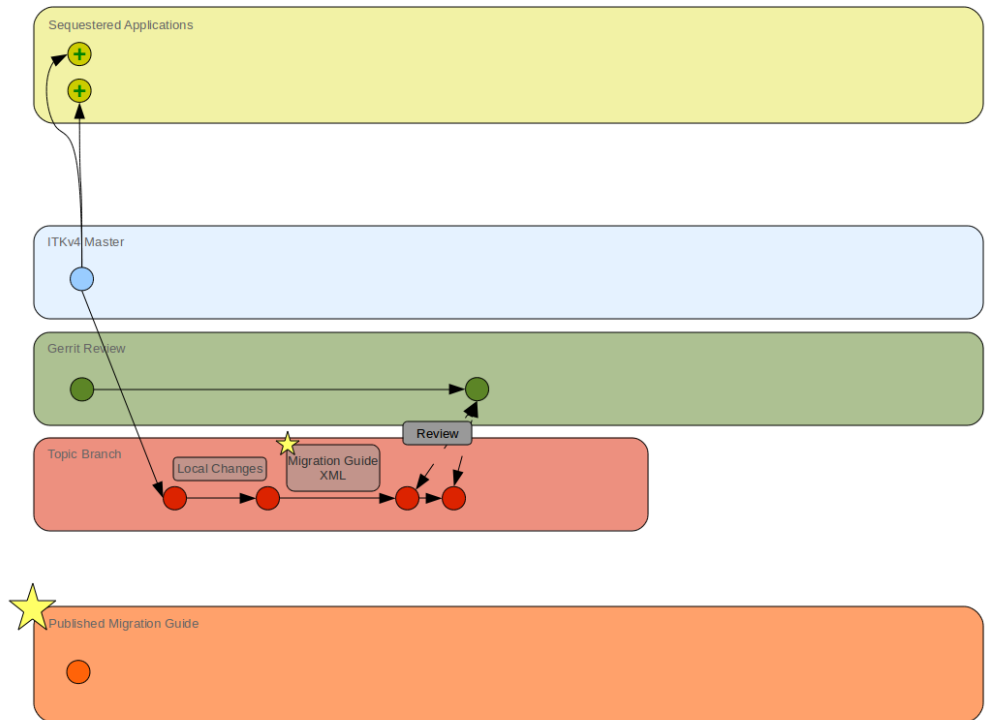 Sequestered Applications
ITKv4 Master
Gerrit Review
Review
Topic Branch
Local Changes
Migration Guide
XML
Published Migration Guide